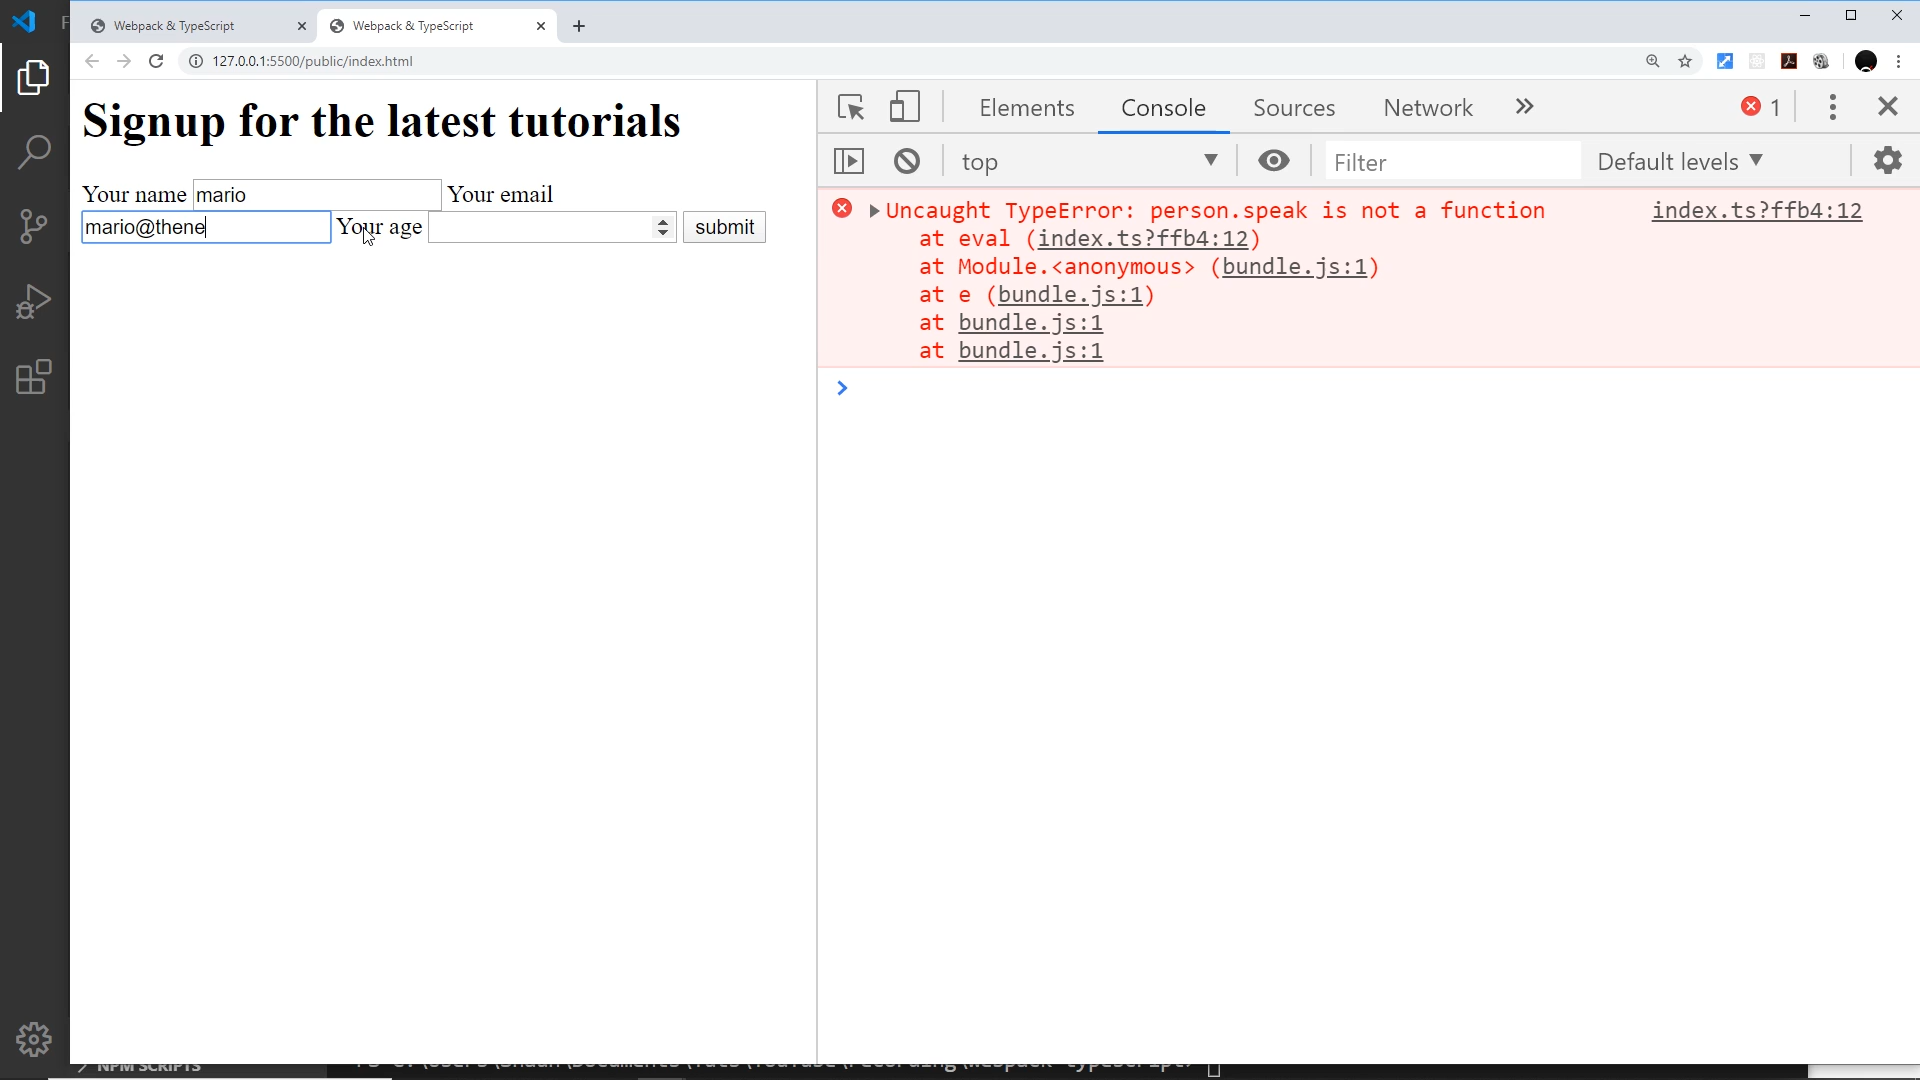 Webpack & TypeScript
Webpack & TypeScript
127.0.0.1:5500/public/index.html
Signup for the latest tutorials
Your name mario Your email
mario@thene Your age submit
Elements Console Sources Network 1
top Filter Default levels
Uncaught TypeError: person.speak is not a function index.ts?ffb4:12
at eval (index.ts?ffb4:12)
at Module.<anonymous> (bundle.js:1)
at e (bundle.js:1)
at bundle.js:1
at bundle.js:1
NPM SCRIPTS